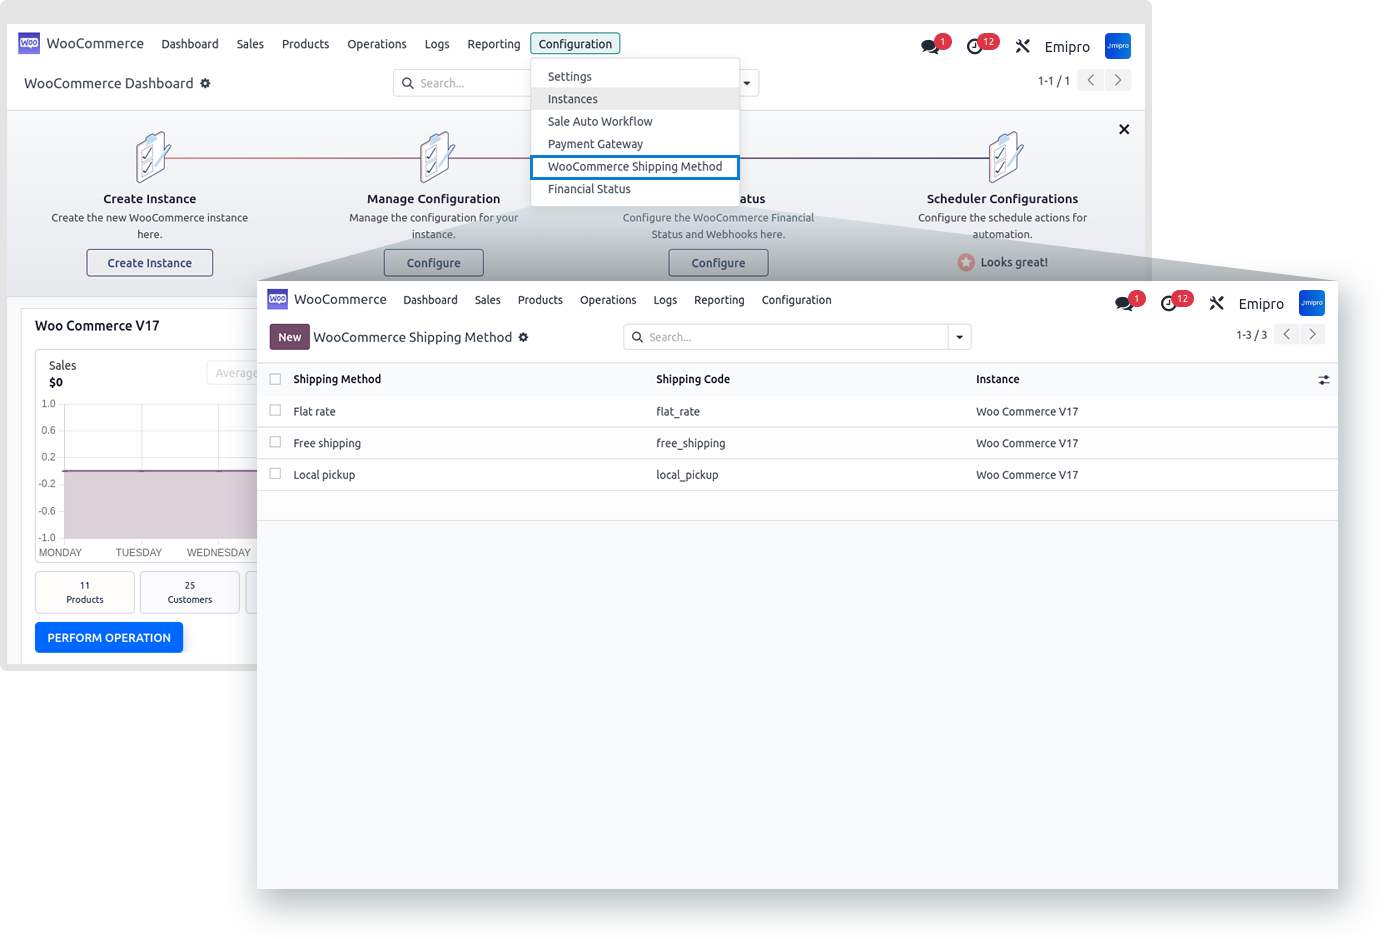 Woo WooCommerce Dashboard Sales Products Operations Logs Reporting Configuration 1 12 Emipro Jmipro
WooCommerce Dashboard Search... 1-1 / 1
Settings
Instances
Sale Auto Workflow
Payment Gateway
WooCommerce Shipping Method
Financial Status
Create Instance
Create the new WooCommerce instance
here.
Create Instance
Manage Configuration
Manage the configuration for your
instance.
Configure
atus
Configure the WooCommerce Financial
Status and Webhooks here.
Configure
Scheduler Configurations
Configure the schedule actions for
automation.
Looks great!
Woo Commerce V17
Sales
$0
Average
1.0
0.6
0.2
-0.2
-0.6
-1.0
MONDAY TUESDAY WEDNESDAY
11
Products
25
Customers
PERFORM OPERATION
Woo WooCommerce Dashboard Sales Products Operations Logs Reporting Configuration 1 12 Emipro Jmipro
New WooCommerce Shipping Method Search... 1-3 / 3
Shipping Method Shipping Code Instance
Flat rate flat_rate Woo Commerce V17
Free shipping free_shipping Woo Commerce V17
Local pickup local_pickup Woo Commerce V17